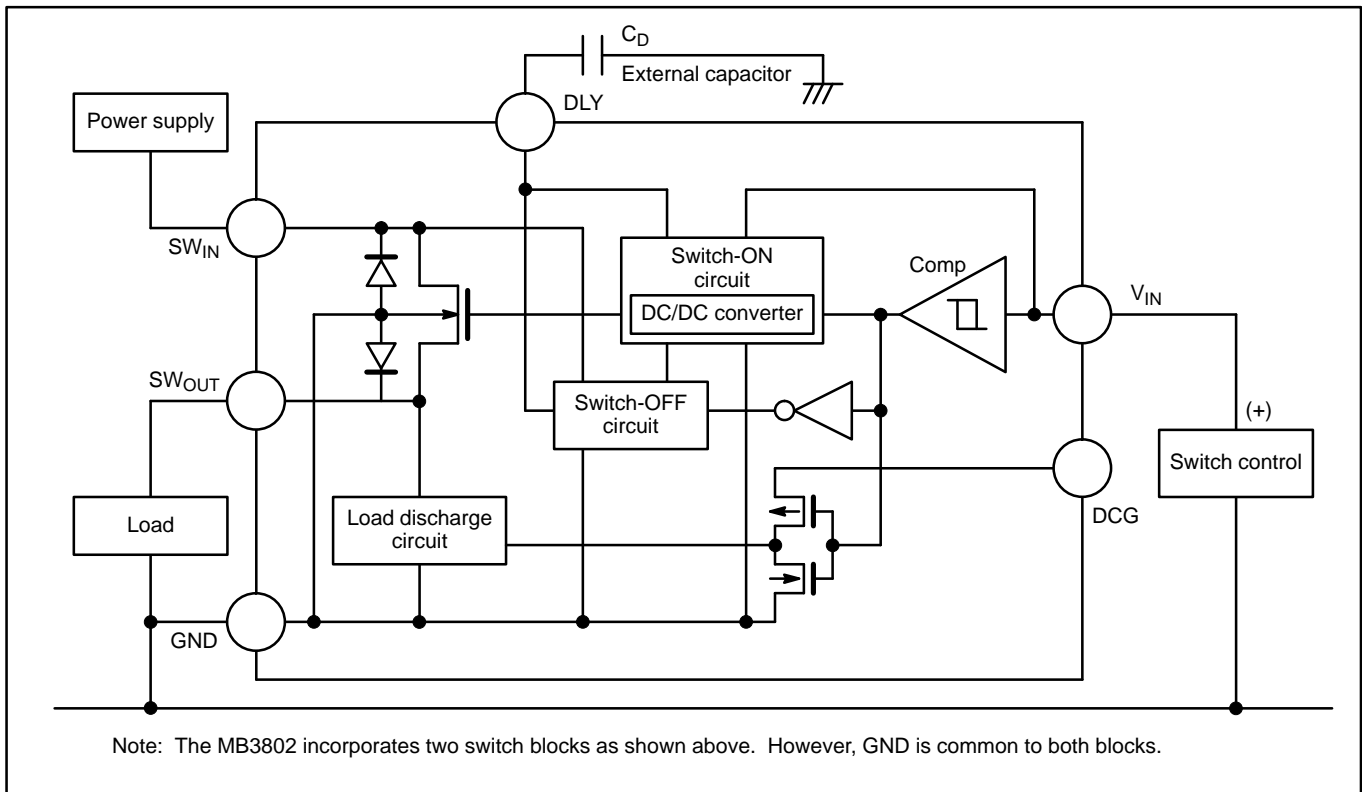 C_D
External capacitor
DLY
Power supply
SW_IN
Switch-ON
circuit
DC/DC converter
Comp
V_IN
SW_OUT
Switch-OFF
circuit
(+)
Switch control
Load
Load discharge
circuit
DCG
GND
Note: The MB3802 incorporates two switch blocks as shown above. However, GND is common to both blocks.